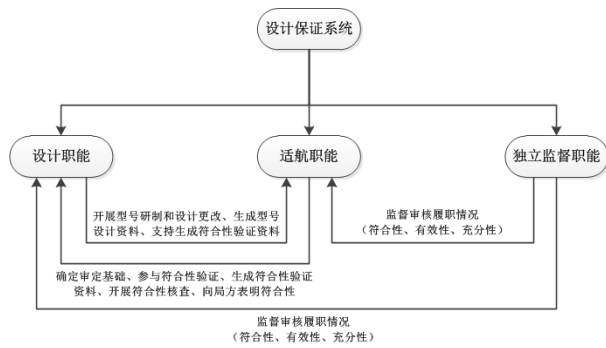 设计保证系统
设计职能
适航职能
独立监督职能
开展型号研制和设计更改、生成型号
设计资料、支持生成符合性验证资料
监督审核履职情况
（符合性、有效性、充分性）
确定审定基础、参与符合性验证、生成符合性验证
资料、开展符合性核查、向局方表明符合性
监督审核履职情况
（符合性、有效性、充分性）